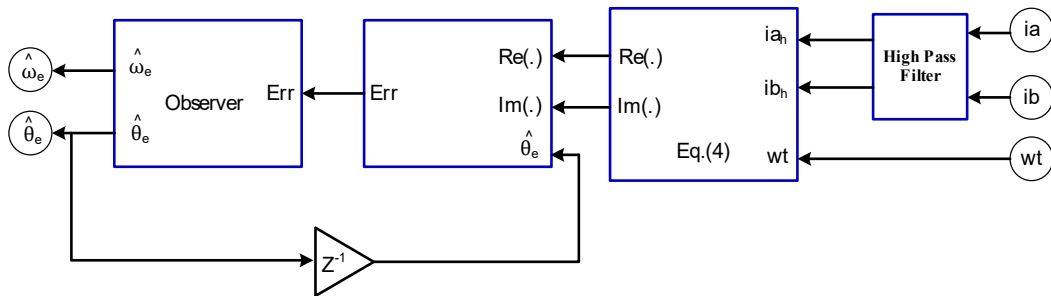 ω̂e
θ̂e
ω̂e
Observer
θ̂e
Err
Err
Re(.)
Im(.)
θ̂e
Re(.)
Im(.)
Eq.(4)
iah
ibh
wt
High Pass
Filter
ia
ib
wt
Z-1